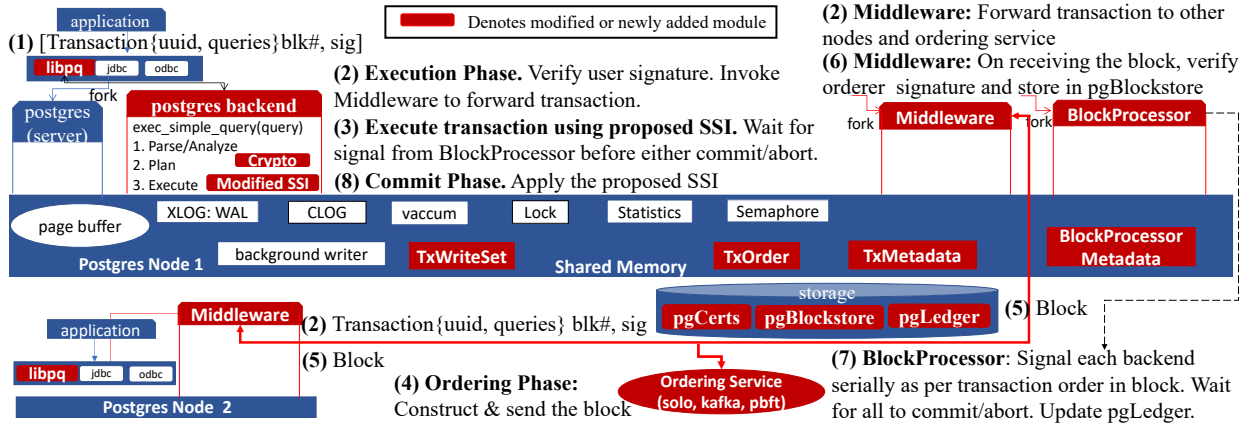 application
Denotes modified or newly added module
(1) [Transaction{uuid, queries}blk#, sig]
libpq
jdbc
odbc
fork
postgres
(server)
postgres backend
exec_simple_query(query)
1. Parse/Analyze
2. Plan
3. Execute
Crypto
Modified SSI
(2) Execution Phase. Verify user signature. Invoke
Middleware to forward transaction.
(3) Execute transaction using proposed SSI. Wait for
signal from BlockProcessor before either commit/abort.
(8) Commit Phase. Apply the proposed SSI
(2) Middleware: Forward transaction to other
nodes and ordering service
(6) Middleware: On receiving the block, verify
orderer signature and store in pgBlockstore
fork
Middleware
fork
BlockProcessor
page buffer
XLOG: WAL
CLOG
vaccum
Lock
Statistics
Semaphore
background writer
TxWriteSet
TxOrder
TxMetadata
BlockProcessor
Metadata
Postgres Node 1
Shared Memory
storage
pgCerts
pgBlockstore
pgLedger
(5) Block
application
Middleware
(2) Transaction{uuid, queries} blk#, sig
(5) Block
libpq
jdbc
odbc
Postgres Node 2
(4) Ordering Phase:
Construct & send the block
Ordering Service
(solo, kafka, pbft)
(7) BlockProcessor: Signal each backend
serially as per transaction order in block. Wait
for all to commit/abort. Update pgLedger.